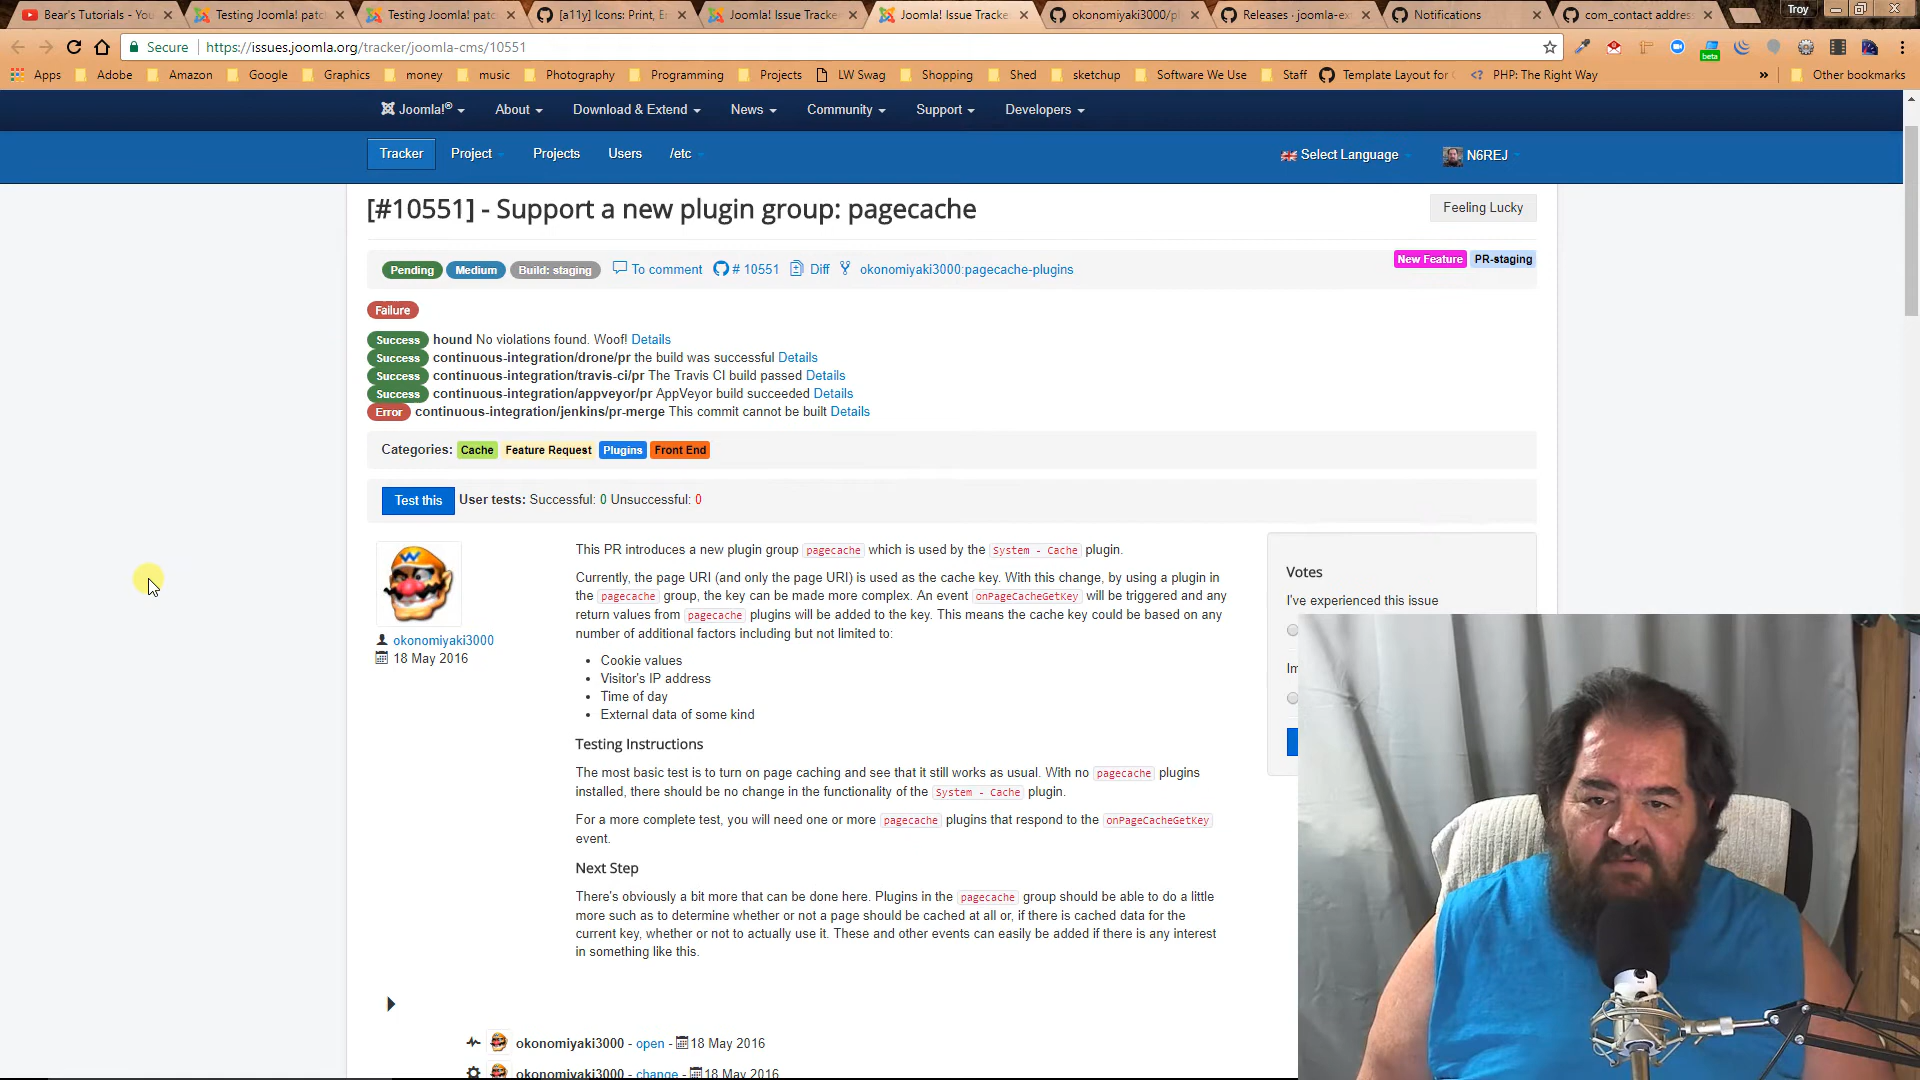 Bear's Tutorials - You
Testing Joomla! patc
Testing Joomla! patc
[a11y] Icons: Print, E
Joomla! Issue Tracke
Joomla! Issue Tracke
okonomiyaki3000/pl
Releases · joomla-ex
Notifications
com_contact addres
Troy
Secure
https://issues.joomla.org/tracker/joomla-cms/10551
beta
Apps
Adobe
Amazon
Google
Graphics
money
music
Photography
Programming
Projects
LW Swag
Shopping
Shed
sketchup
Software We Use
Staff
Template Layout for
PHP: The Right Way
»
Other bookmarks
Joomla!®
About
Download & Extend
News
Community
Support
Developers
Tracker
Project
Projects
Users
/etc
Select Language
N6REJ
[#10551] - Support a new plugin group: pagecache
Feeling Lucky
Pending
Medium
Build: staging
To comment
# 10551
Diff
okonomiyaki3000:pagecache-plugins
New Feature
PR-staging
Failure
Success hound No violations found. Woof! Details
Success continuous-integration/drone/pr the build was successful Details
Success continuous-integration/travis-ci/pr The Travis CI build passed Details
Success continuous-integration/appveyor/pr AppVeyor build succeeded Details
Error continuous-integration/jenkins/pr-merge This commit cannot be built Details
Categories: Cache Feature Request Plugins Front End
Test this User tests: Successful: 0 Unsuccessful: 0
okonomiyaki3000
18 May 2016
This PR introduces a new plugin group pagecache which is used by the System - Cache plugin.
Currently, the page URI (and only the page URI) is used as the cache key. With this change, by using a plugin in
the pagecache group, the key can be made more complex. An event onPageCacheGetKey will be triggered and any
return values from pagecache plugins will be added to the key. This means the cache key could be based on any
number of additional factors including but not limited to:
• Cookie values
• Visitor's IP address
• Time of day
• External data of some kind
Testing Instructions
The most basic test is to turn on page caching and see that it still works as usual. With no pagecache plugins
installed, there should be no change in the functionality of the System - Cache plugin.
For a more complete test, you will need one or more pagecache plugins that respond to the onPageCacheGetKey
event.
Next Step
There's obviously a bit more that can be done here. Plugins in the pagecache group should be able to do a little
more such as to determine whether or not a page should be cached at all or, if there is cached data for the
current key, whether or not to actually use it. These and other events can easily be added if there is any interest
in something like this.
Votes
I've experienced this issue
Im
okonomiyaki3000 - open - 18 May 2016
okonomiyaki3000 - change - 18 May 2016